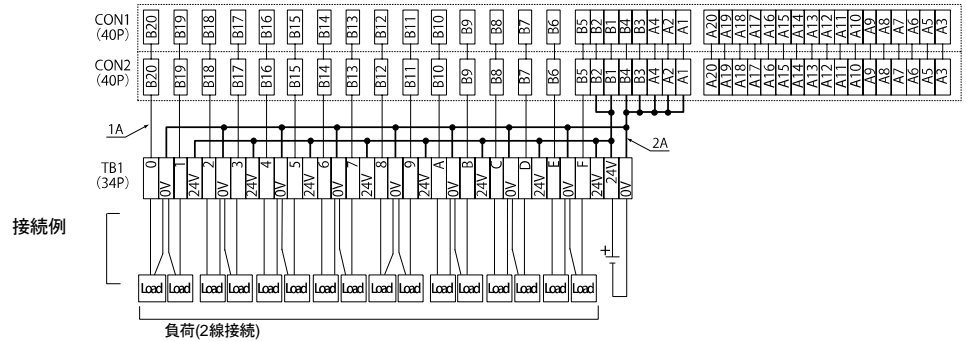 CON1
(40P)
B20 B19 B18 B17 B16 B15 B14 B13 B12 B11 B10 B9 B8 B7 B6 B5 B2 B1 B4 B3 A4 A2 A1 A20 A19 A18 A17 A16 A15 A14 A13 A12 A11 A10 A9 A8 A7 A6 A5 A3
CON2
(40P)
B20 B19 B18 B17 B16 B15 B14 B13 B12 B11 B10 B9 B8 B7 B6 B5 B2 B1 B4 B3 A4 A2 A1 A20 A19 A18 A17 A16 A15 A14 A13 A12 A11 A10 A9 A8 A7 A6 A5 A3
1A
2A
TB1
(34P)
0 0V 1 24V 2 0V 3 24V 4 0V 5 24V 6 0V 7 24V 8 0V 9 24V A 0V B 24V C 0V D 24V E 0V F 24V 24V 0V
接続例
+
Load Load Load Load Load Load Load Load Load Load Load Load Load Load Load Load
負荷(2線接続)